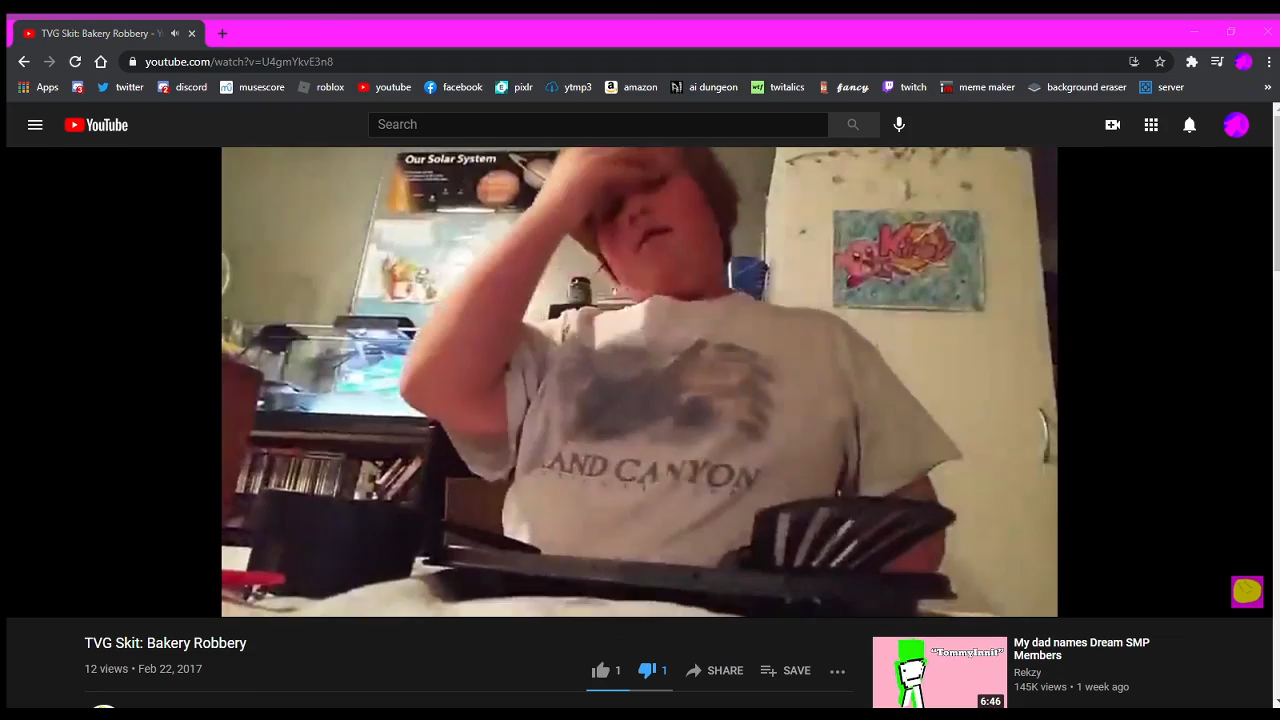 TVG Skit: Bakery Robbery - Y
youtube.com/watch?v=U4gmYkvE3n8
Apps twitter discord musescore roblox youtube facebook pixlr ytmp3 amazon ai dungeon twitalics fancy twitch meme maker background eraser server »
YouTube
Search
Our Solar System
Kirby
AND CANYON
TVG Skit: Bakery Robbery
12 views • Feb 22, 2017
1 1 SHARE SAVE
"TommyInnit"
6:46
My dad names Dream SMP
Members
Rekzy
145K views • 1 week ago